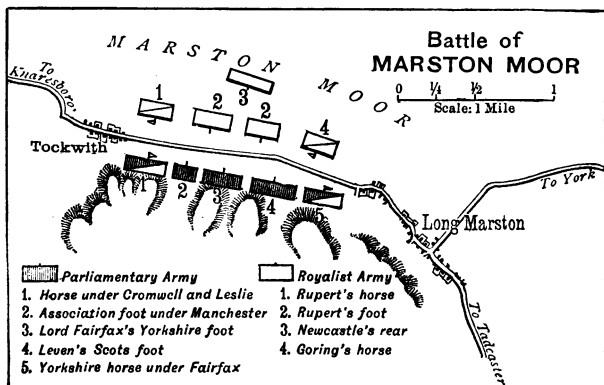 Battle of
MARSTON MOOR
0 ¼ ½ 1
Scale: 1 Mile
MARSTON MOOR
To Knaresboro.
Tockwith
1
3
2
2
4
1
2
3
4
5
To York
Long Marston
To Tadcaster
Parliamentary Army
1. Horse under Cromwell and Leslie
2. Association foot under Manchester
3. Lord Fairfax's Yorkshire foot
4. Leven's Scots foot
5. Yorkshire horse under Fairfax
Royalist Army
1. Rupert's horse
2. Rupert's foot
3. Newcastle's rear
4. Goring's horse